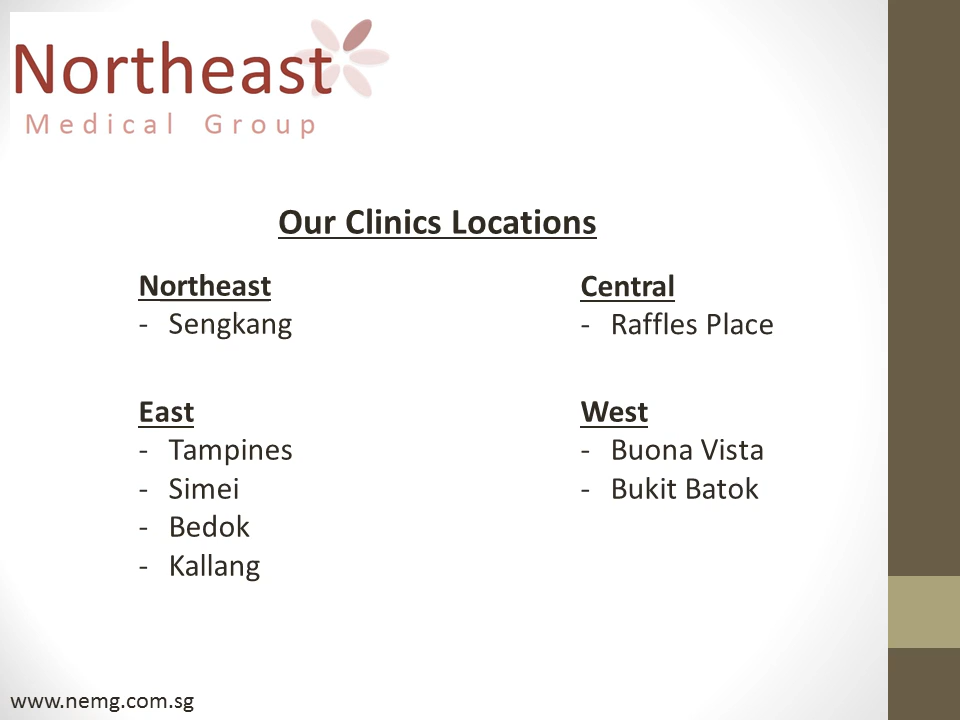 Northeast
Medical Group
Our Clinics Locations
Northeast
- Sengkang
East
- Tampines
- Simei
- Bedok
- Kallang
Central
- Raffles Place
West
- Buona Vista
- Bukit Batok
www.nemg.com.sg